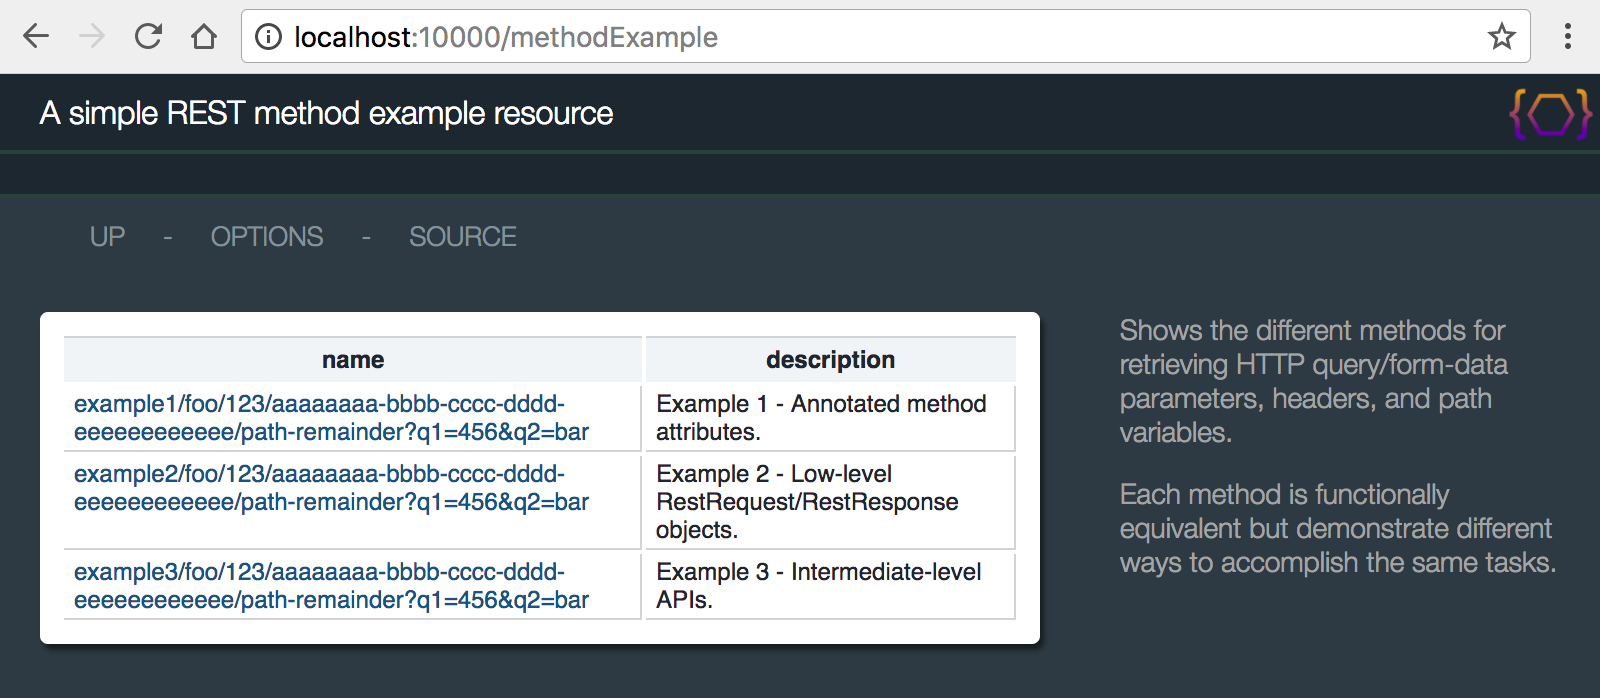 localhost:10000/methodExample
A simple REST method example resource
UP - OPTIONS - SOURCE
name description
example1/foo/123/aaaaaaaa-bbbb-cccc-dddd-
eeeeeeeeeeee/path-remainder?q1=456&q2=bar
Example 1 - Annotated method
attributes.
example2/foo/123/aaaaaaaa-bbbb-cccc-dddd-
eeeeeeeeeeee/path-remainder?q1=456&q2=bar
Example 2 - Low-level
RestRequest/RestResponse
objects.
example3/foo/123/aaaaaaaa-bbbb-cccc-dddd-
eeeeeeeeeeee/path-remainder?q1=456&q2=bar
Example 3 - Intermediate-level
APIs.
Shows the different methods for
retrieving HTTP query/form-data
parameters, headers, and path
variables.
Each method is functionally
equivalent but demonstrate different
ways to accomplish the same tasks.